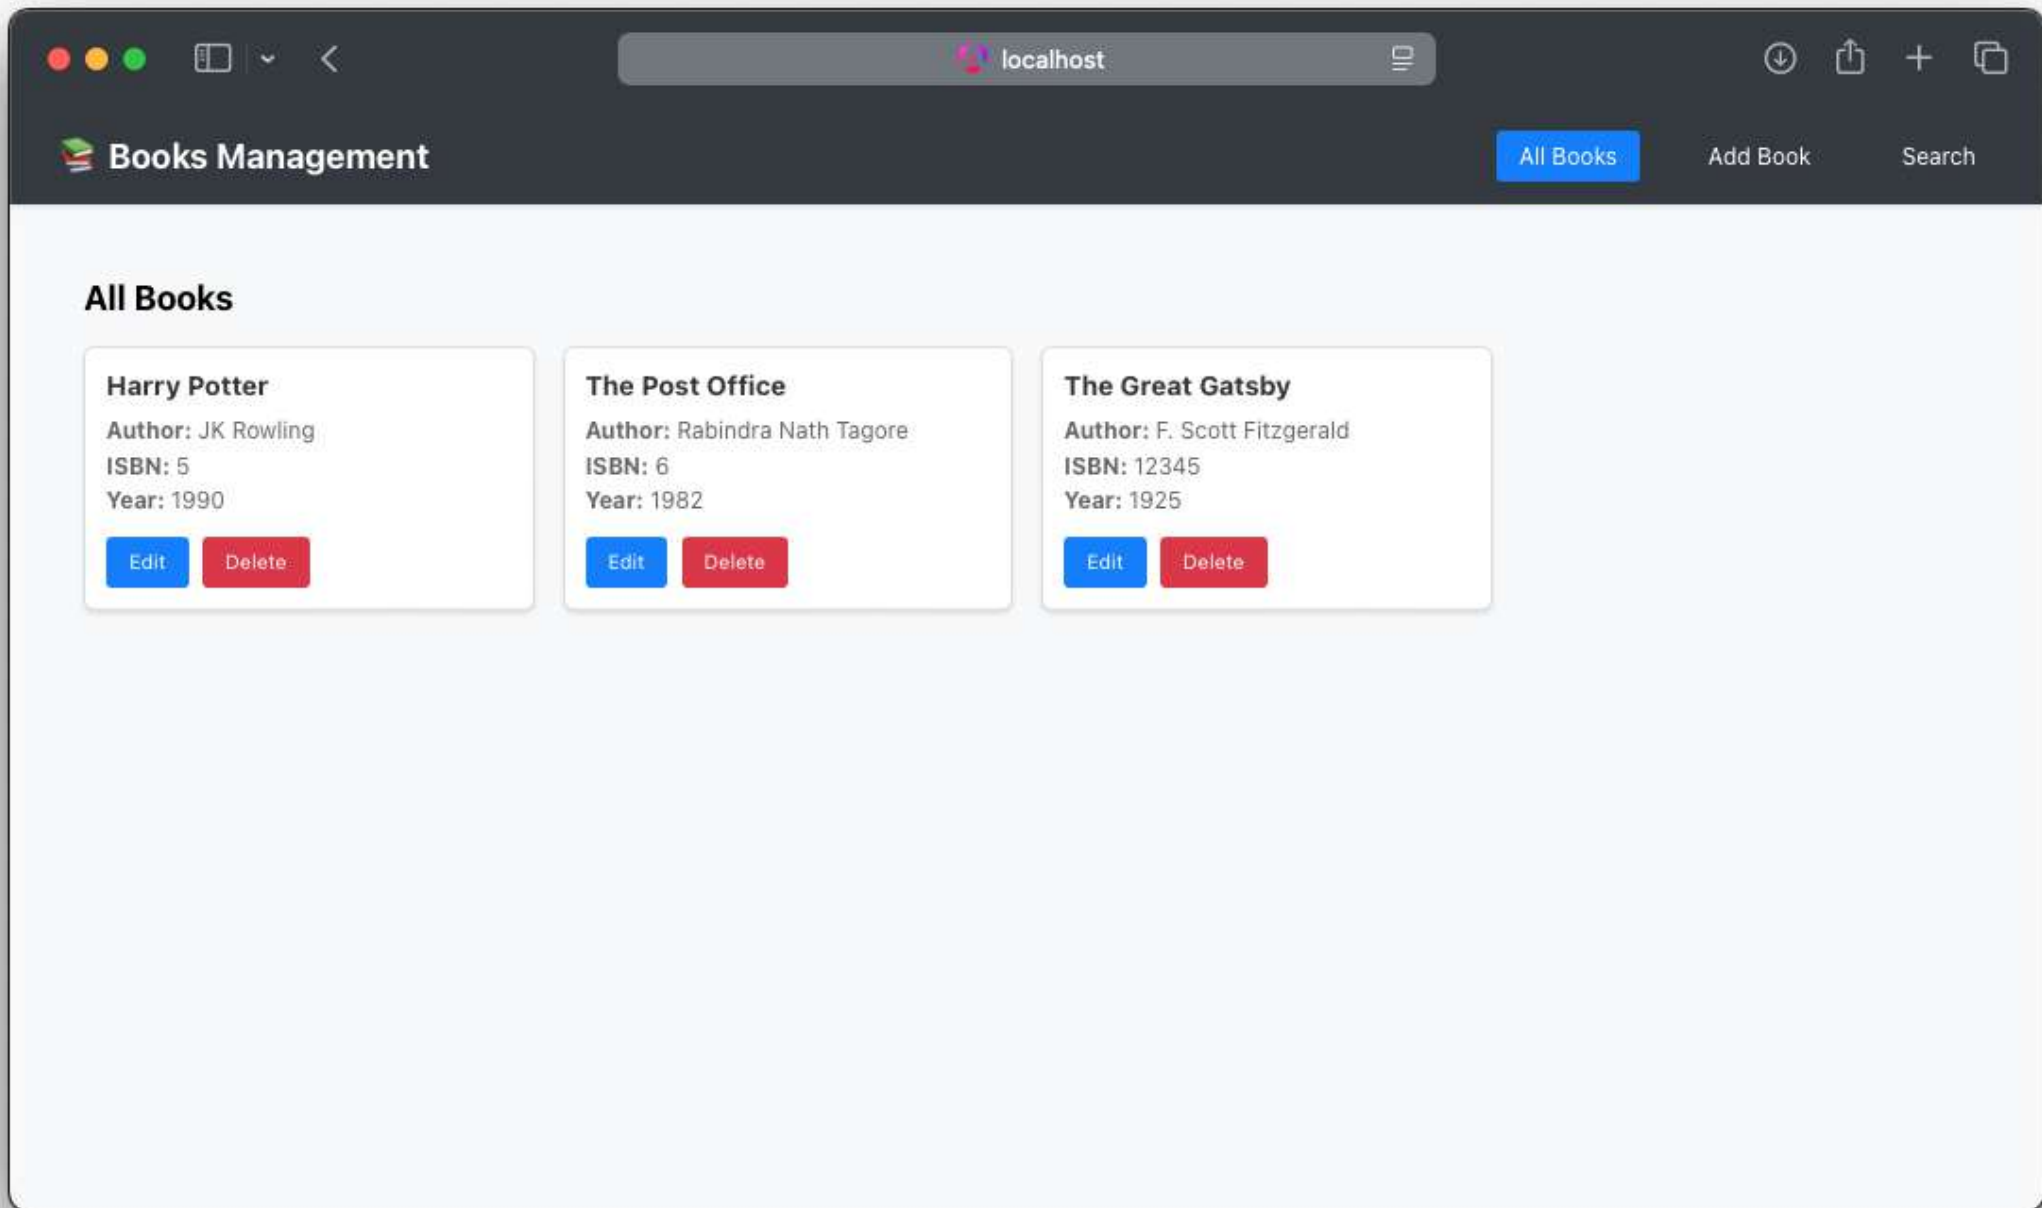 localhost
Books Management
All Books
Add Book
Search
All Books
Harry Potter
Author: JK Rowling
ISBN: 5
Year: 1990
Edit
Delete
The Post Office
Author: Rabindra Nath Tagore
ISBN: 6
Year: 1982
Edit
Delete
The Great Gatsby
Author: F. Scott Fitzgerald
ISBN: 12345
Year: 1925
Edit
Delete